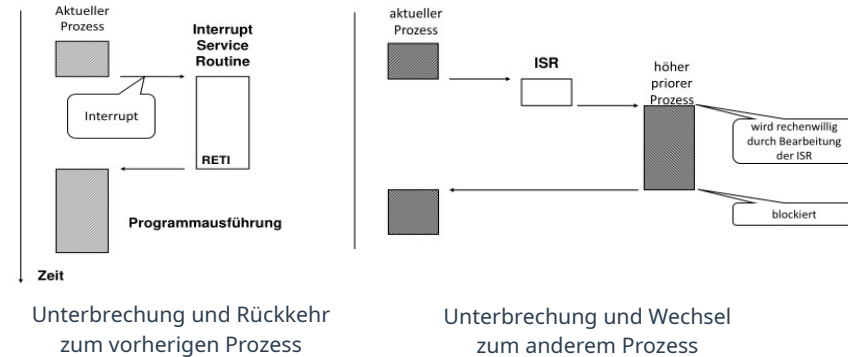 Aktueller
Prozess
Interrupt
Service
Routine
Interrupt
RETI
Programmausführung
Zeit
Unterbrechung und Rückkehr
zum vorherigen Prozess
aktueller
Prozess
ISR
höher
priorer
Prozess
wird rechenwillig
durch Bearbeitung
der ISR
blockiert
Unterbrechung und Wechsel
zum anderem Prozess